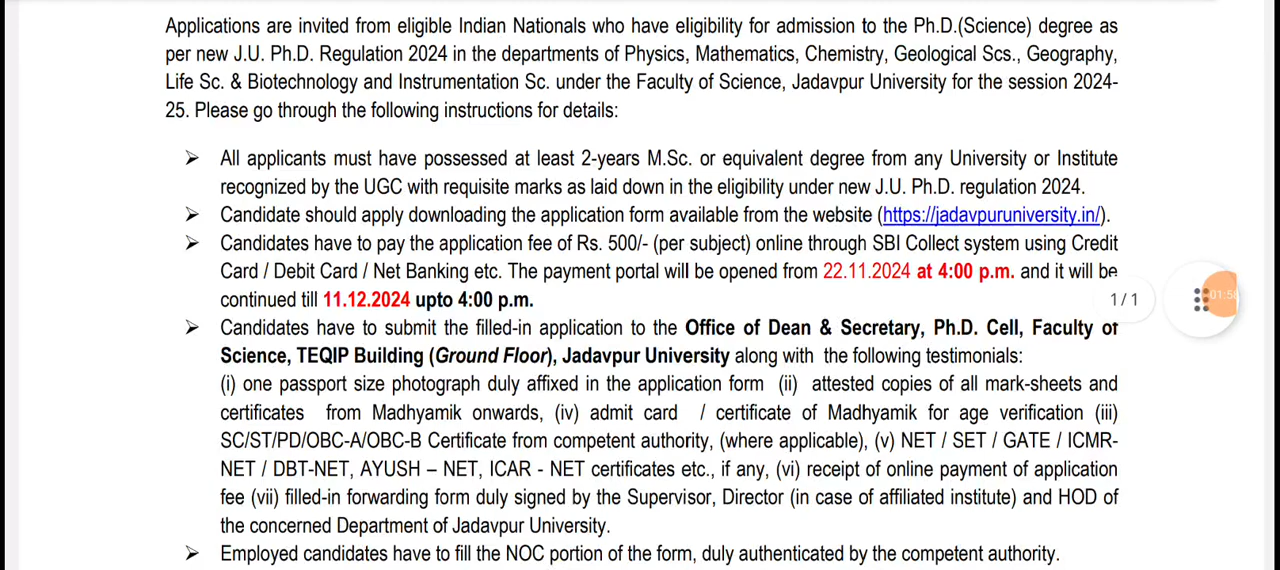 Applications are invited from eligible Indian Nationals who have eligibility for admission to the Ph.D.(Science) degree as
per new J.U. Ph.D. Regulation 2024 in the departments of Physics, Mathematics, Chemistry, Geological Scs., Geography,
Life Sc. & Biotechnology and Instrumentation Sc. under the Faculty of Science, Jadavpur University for the session 2024-
25. Please go through the following instructions for details:
➢ All applicants must have possessed at least 2-years M.Sc. or equivalent degree from any University or Institute
recognized by the UGC with requisite marks as laid down in the eligibility under new J.U. Ph.D. regulation 2024.
➢ Candidate should apply downloading the application form available from the website (https://jadavpuruniversity.in/).
➢ Candidates have to pay the application fee of Rs. 500/- (per subject) online through SBI Collect system using Credit
Card / Debit Card / Net Banking etc. The payment portal will be opened from 22.11.2024 at 4:00 p.m. and it will be
continued till 11.12.2024 upto 4:00 p.m.
1/1
01:58
➢ Candidates have to submit the filled-in application to the Office of Dean & Secretary, Ph.D. Cell, Faculty of
Science, TEQIP Building (Ground Floor), Jadavpur University along with the following testimonials:
(i) one passport size photograph duly affixed in the application form (ii) attested copies of all mark-sheets and
certificates from Madhyamik onwards, (iv) admit card / certificate of Madhyamik for age verification (iii)
SC/ST/PD/OBC-A/OBC-B Certificate from competent authority, (where applicable), (v) NET / SET / GATE / ICMR-
NET / DBT-NET, AYUSH – NET, ICAR - NET certificates etc., if any, (vi) receipt of online payment of application
fee (vii) filled-in forwarding form duly signed by the Supervisor, Director (in case of affiliated institute) and HOD of
the concerned Department of Jadavpur University.
➢ Employed candidates have to fill the NOC portion of the form, duly authenticated by the competent authority.